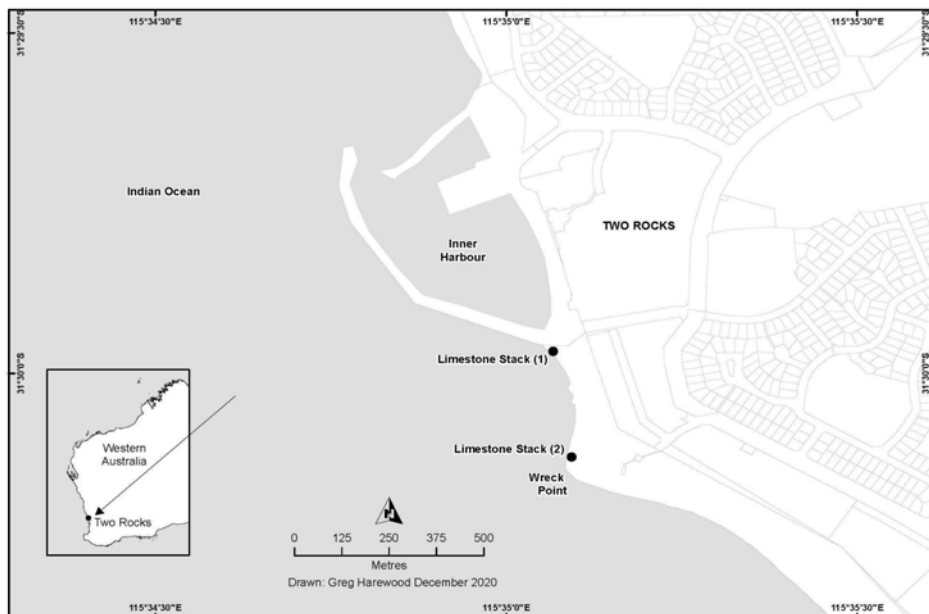 115°34'30"E
115°35'0"E
115°35'30"E
31°29'30"S
31°29'30"S
Indian Ocean
TWO ROCKS
Inner
Harbour
Limestone Stack (1)
31°30'0"S
31°30'0"S
Western
Australia
Two Rocks
Limestone Stack (2)
Wreck
Point
N
0 125 250 375 500
Metres
Drawn: Greg Harewood December 2020
115°34'30"E
115°35'0"E
115°35'30"E